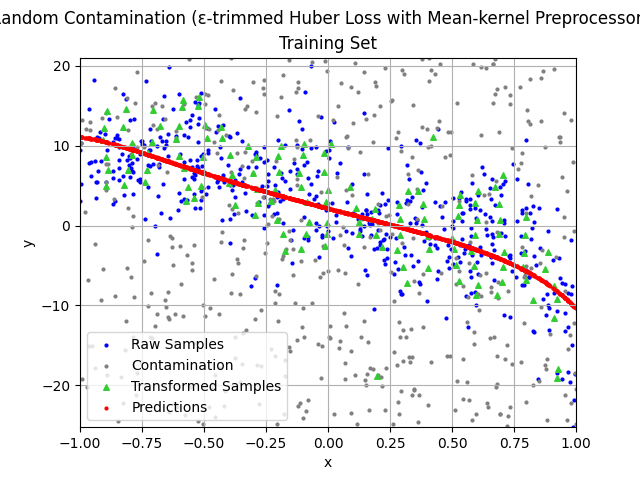 andom Contamination (ε-trimmed Huber Loss with Mean-kernel Preprocessor
Training Set
20
10
0
−10
−20
y
Raw Samples
Contamination
Transformed Samples
Predictions
−1.00 −0.75 −0.50 −0.25 0.00 0.25 0.50 0.75 1.00
x